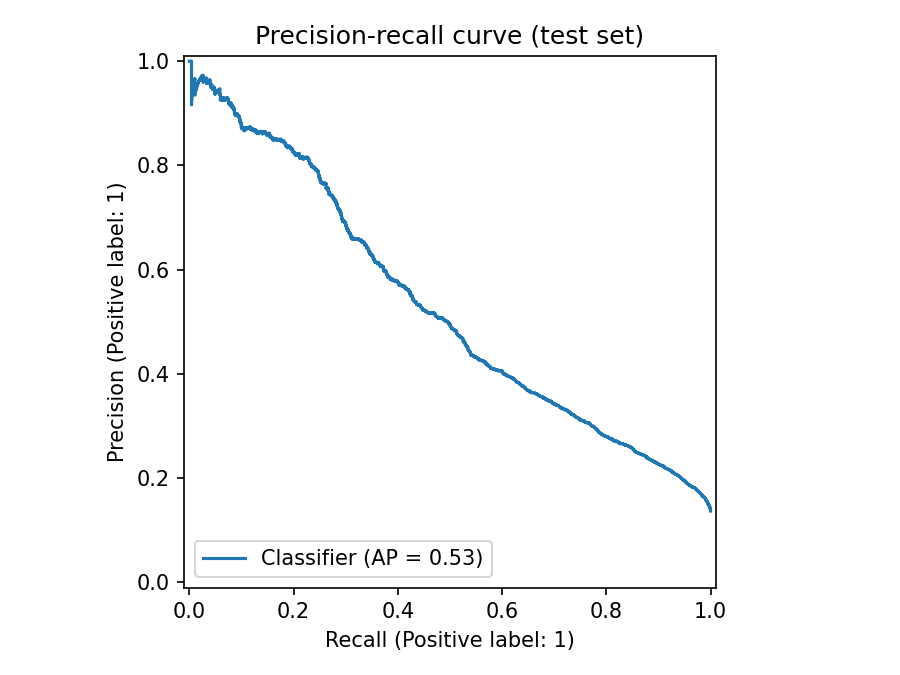 Precision-recall curve (test set)
1.0
0.8
0.6
0.4
0.2
0.0
Precision (Positive label: 1)
Classifier (AP = 0.53)
0.0 0.2 0.4 0.6 0.8 1.0
Recall (Positive label: 1)